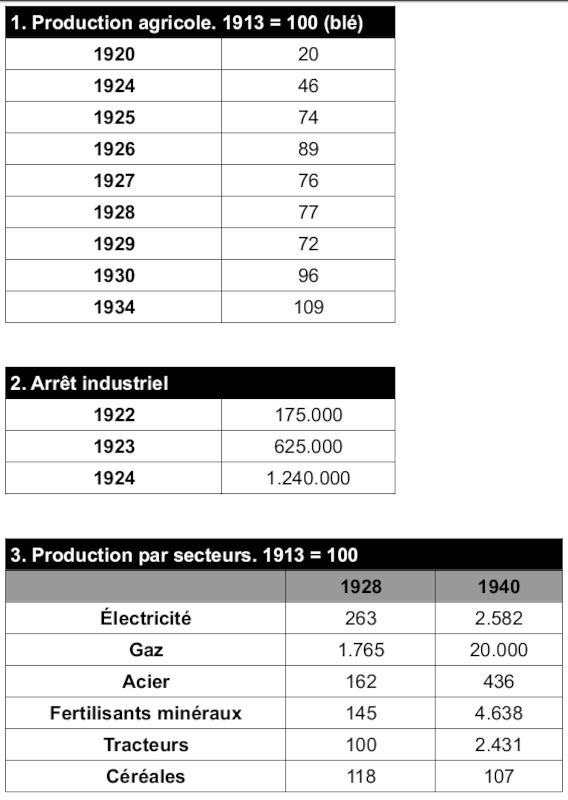 1. Production agricole. 1913 = 100 (blé)
1920 20
1924 46
1925 74
1926 89
1927 76
1928 77
1929 72
1930 96
1934 109
2. Arrêt industriel
1922 175.000
1923 625.000
1924 1.240.000
3. Production par secteurs. 1913 = 100
1928 1940
Électricité 263 2.582
Gaz 1.765 20.000
Acier 162 436
Fertilisants minéraux 145 4.638
Tracteurs 100 2.431
Céréales 118 107